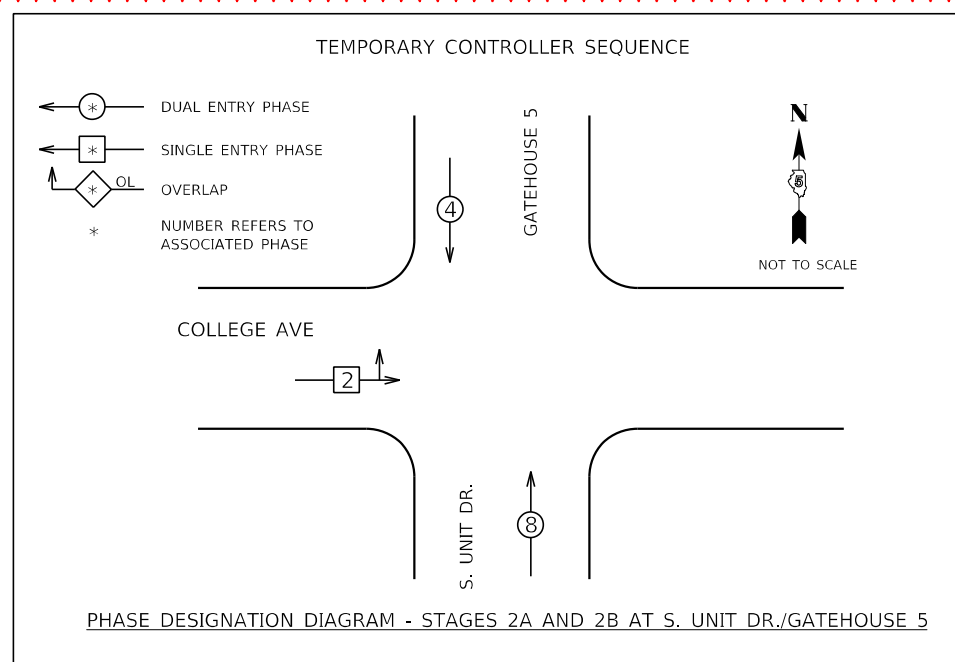 TEMPORARY CONTROLLER SEQUENCE
* DUAL ENTRY PHASE
* SINGLE ENTRY PHASE
* OL OVERLAP
* NUMBER REFERS TO
ASSOCIATED PHASE
4
GATEHOUSE 5
N
5
NOT TO SCALE
COLLEGE AVE
2
S. UNIT DR.
8
PHASE DESIGNATION DIAGRAM - STAGES 2A AND 2B AT S. UNIT DR./GATEHOUSE 5